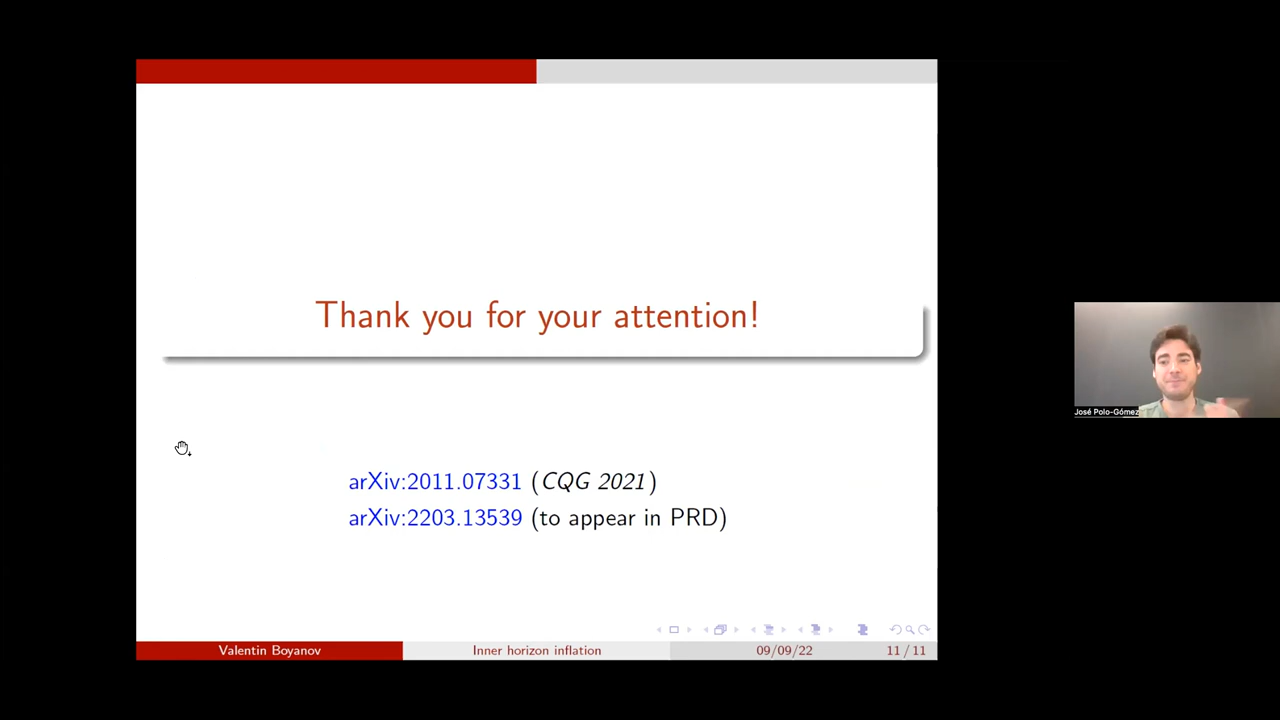 Thank you for your attention!
arXiv:2011.07331 (CQG 2021)
arXiv:2203.13539 (to appear in PRD)
José Polo-Gómez
Valentin Boyanov
Inner horizon inflation
09/09/22
11 / 11